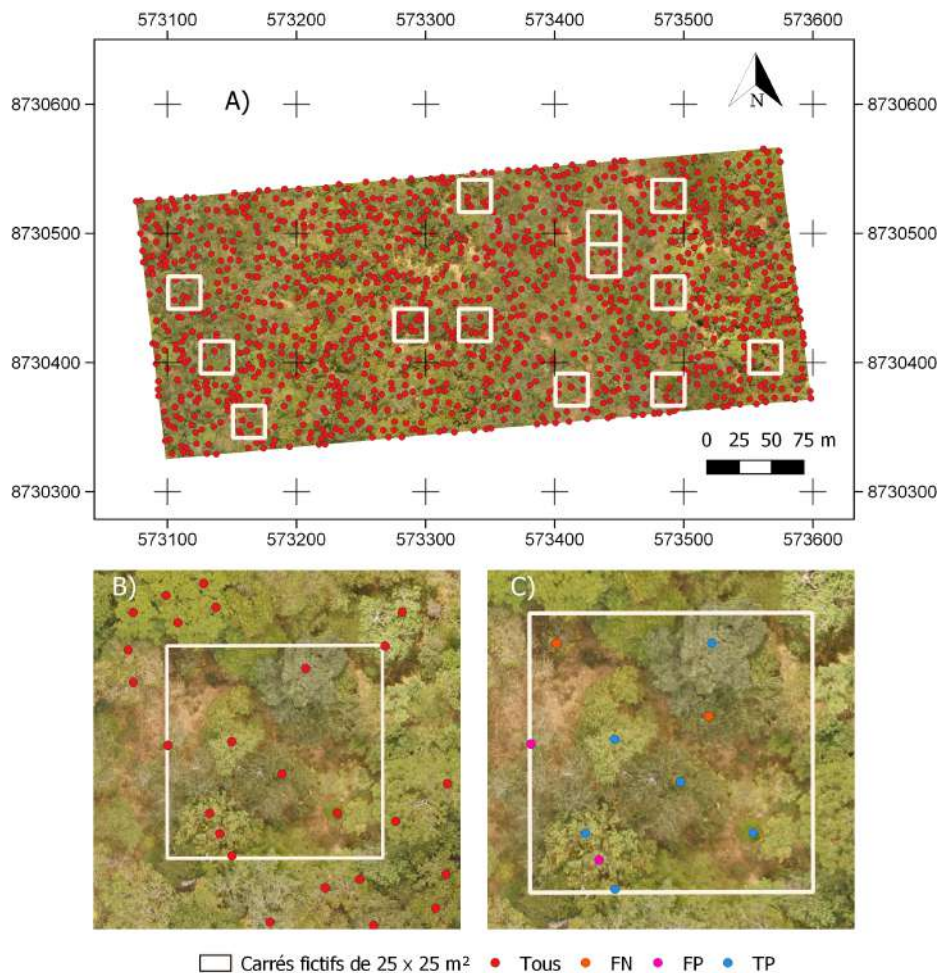 573100 573200 573300 573400 573500 573600
8730600 A) N 8730600
8730500 8730500
8730400 8730400
0 25 50 75 m
8730300 8730300
573100 573200 573300 573400 573500 573600
B) C)
Carrés fictifs de 25 x 25 m² Tous FN FP TP